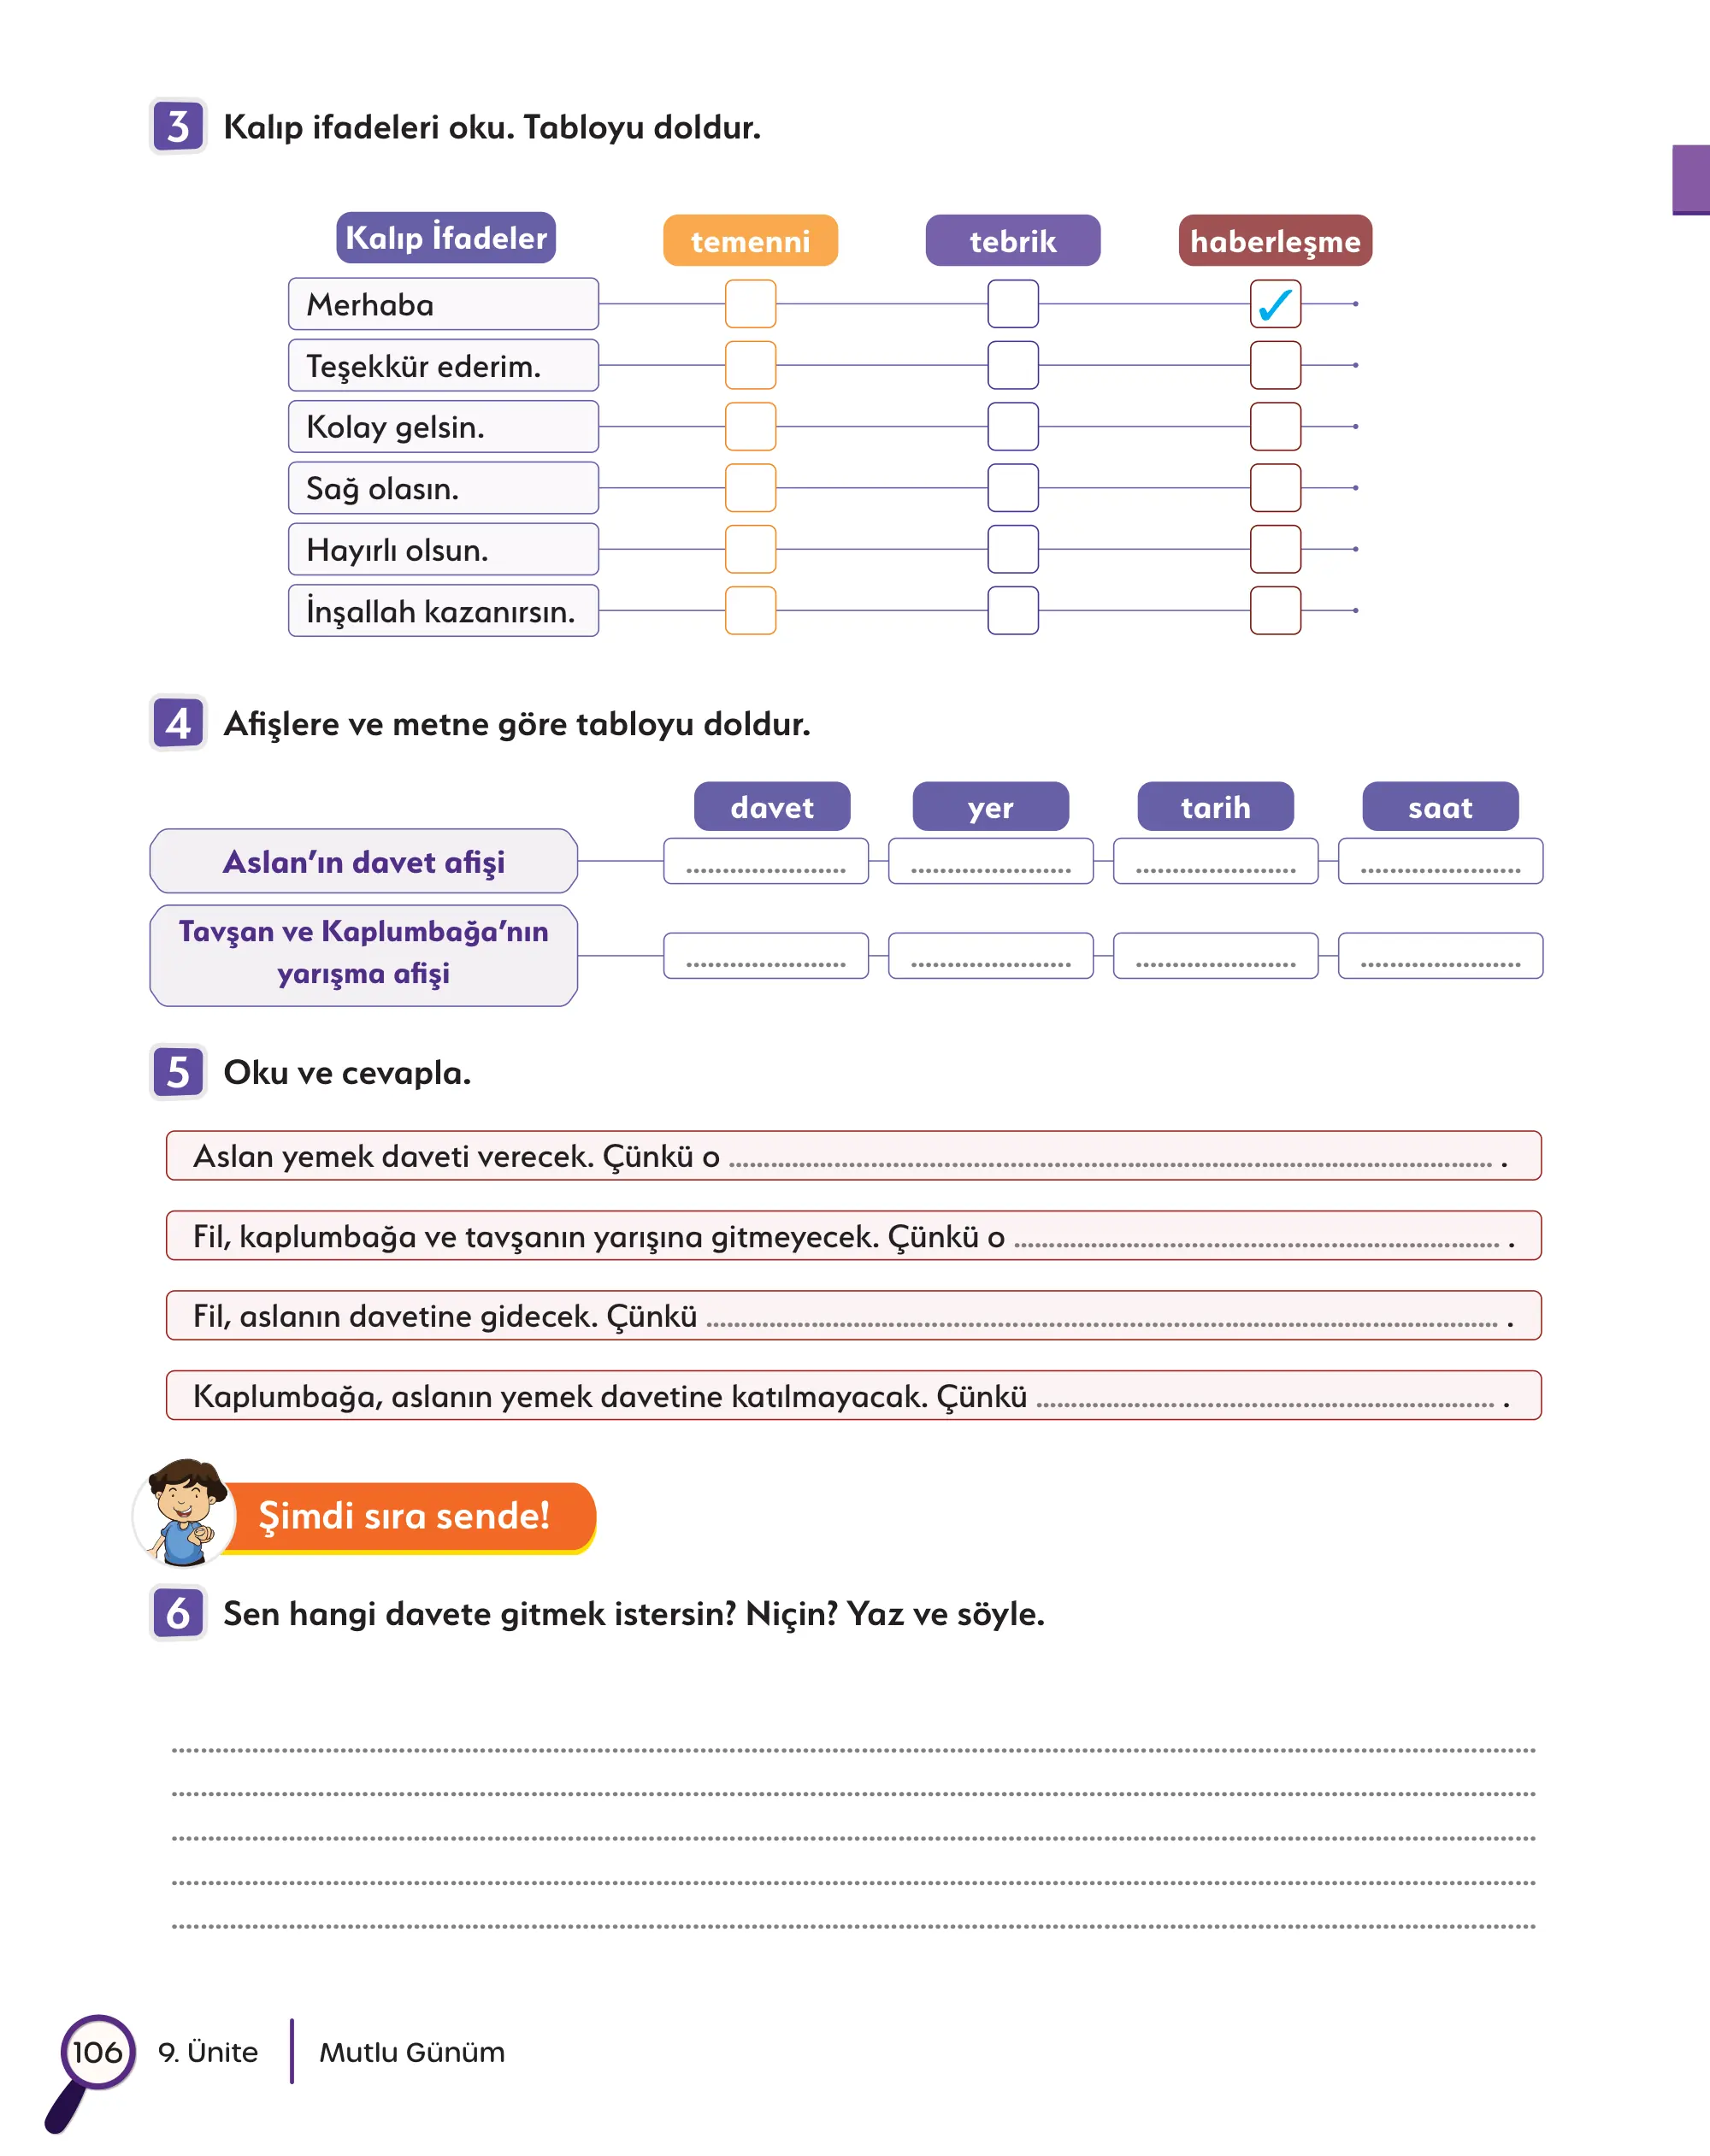 3 Kalıp ifadeleri oku. Tabloyu doldur.
Kalıp İfadeler temenni tebrik haberleşme
Merhaba ✓
Teşekkür ederim.
Kolay gelsin.
Sağ olasın.
Hayırlı olsun.
İnşallah kazanırsın.
4 Afişlere ve metne göre tabloyu doldur.
davet yer tarih saat
Aslan’ın davet afişi ...................... ...................... ...................... ......................
Tavşan ve Kaplumbağa’nın
yarışma afişi ...................... ...................... ...................... ......................
5 Oku ve cevapla.
Aslan yemek daveti verecek. Çünkü o ........................................................................................................ .
Fil, kaplumbağa ve tavşanın yarışına gitmeyecek. Çünkü o .................................................................. .
Fil, aslanın davetine gidecek. Çünkü ............................................................................................................ .
Kaplumbağa, aslanın yemek davetine katılmayacak. Çünkü .............................................................. .
Şimdi sıra sende!
6 Sen hangi davete gitmek istersin? Niçin? Yaz ve söyle.
106 9. Ünite Mutlu Günüm